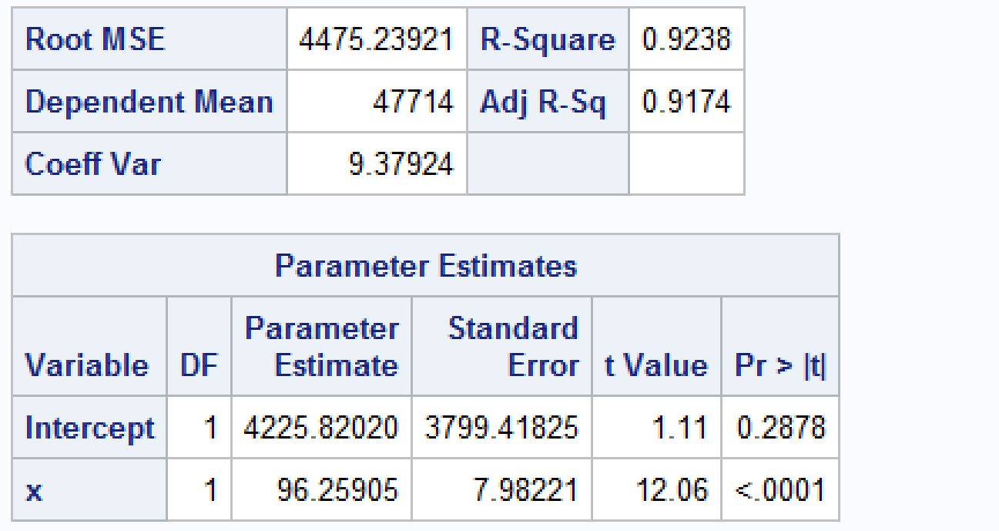 Root MSE 4475.23921 R-Square 0.9238
Dependent Mean 47714 Adj R-Sq 0.9174
Coeff Var 9.37924
Parameter Estimates
Variable DF Parameter Estimate Standard Error t Value Pr > |t|
Intercept 1 4225.82020 3799.41825 1.11 0.2878
x 1 96.25905 7.98221 12.06 <.0001